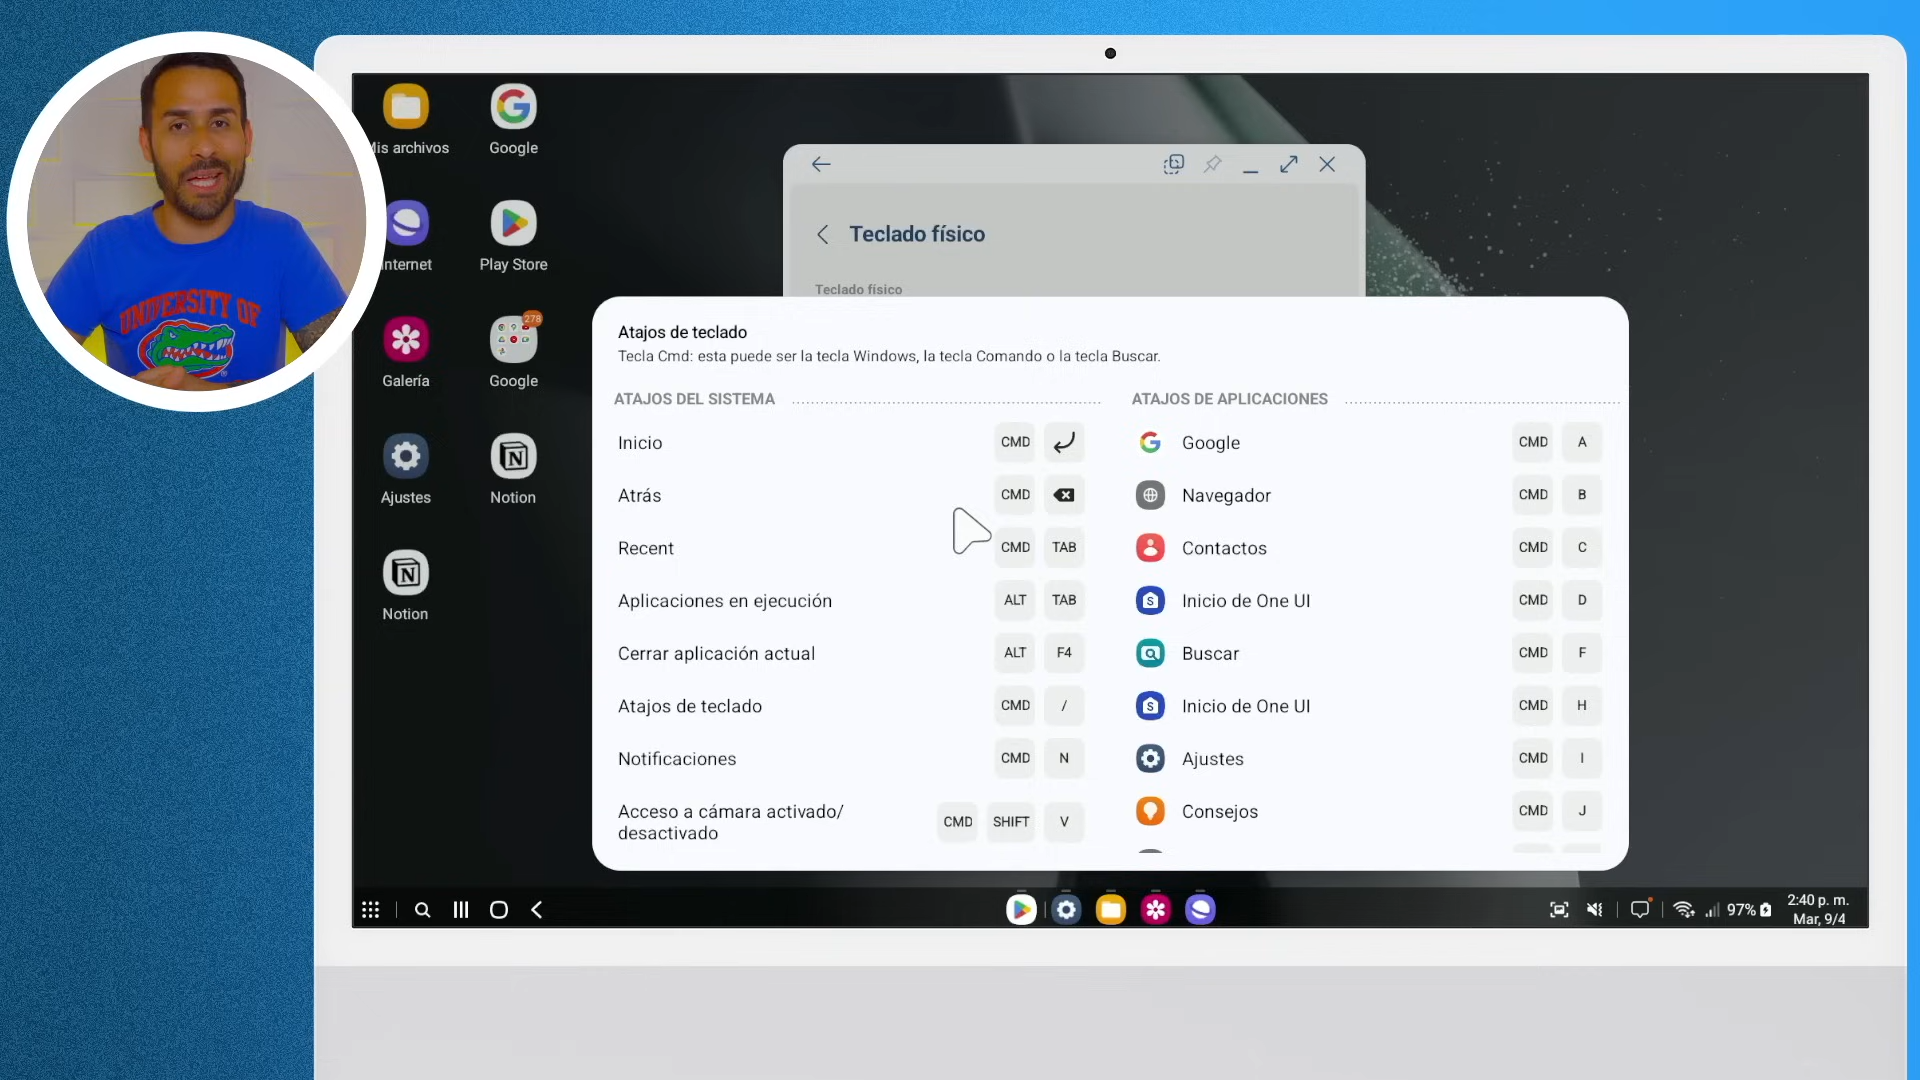 UNIVERSITY OF
Mis archivos
Google
Internet
Play Store
Galería
278
Google
Ajustes
Notion
Notion
Teclado físico
Teclado físico
Atajos de teclado
Tecla Cmd: esta puede ser la tecla Windows, la tecla Comando o la tecla Buscar.
ATAJOS DEL SISTEMA
Inicio CMD
Atrás CMD
Recent CMD TAB
Aplicaciones en ejecución ALT TAB
Cerrar aplicación actual ALT F4
Atajos de teclado CMD /
Notificaciones CMD N
Acceso a cámara activado/
desactivado CMD SHIFT V
ATAJOS DE APLICACIONES
Google CMD A
Navegador CMD B
Contactos CMD C
Inicio de One UI CMD D
Buscar CMD F
Inicio de One UI CMD H
Ajustes CMD I
Consejos CMD J
97%
2:40 p. m.
Mar, 9/4